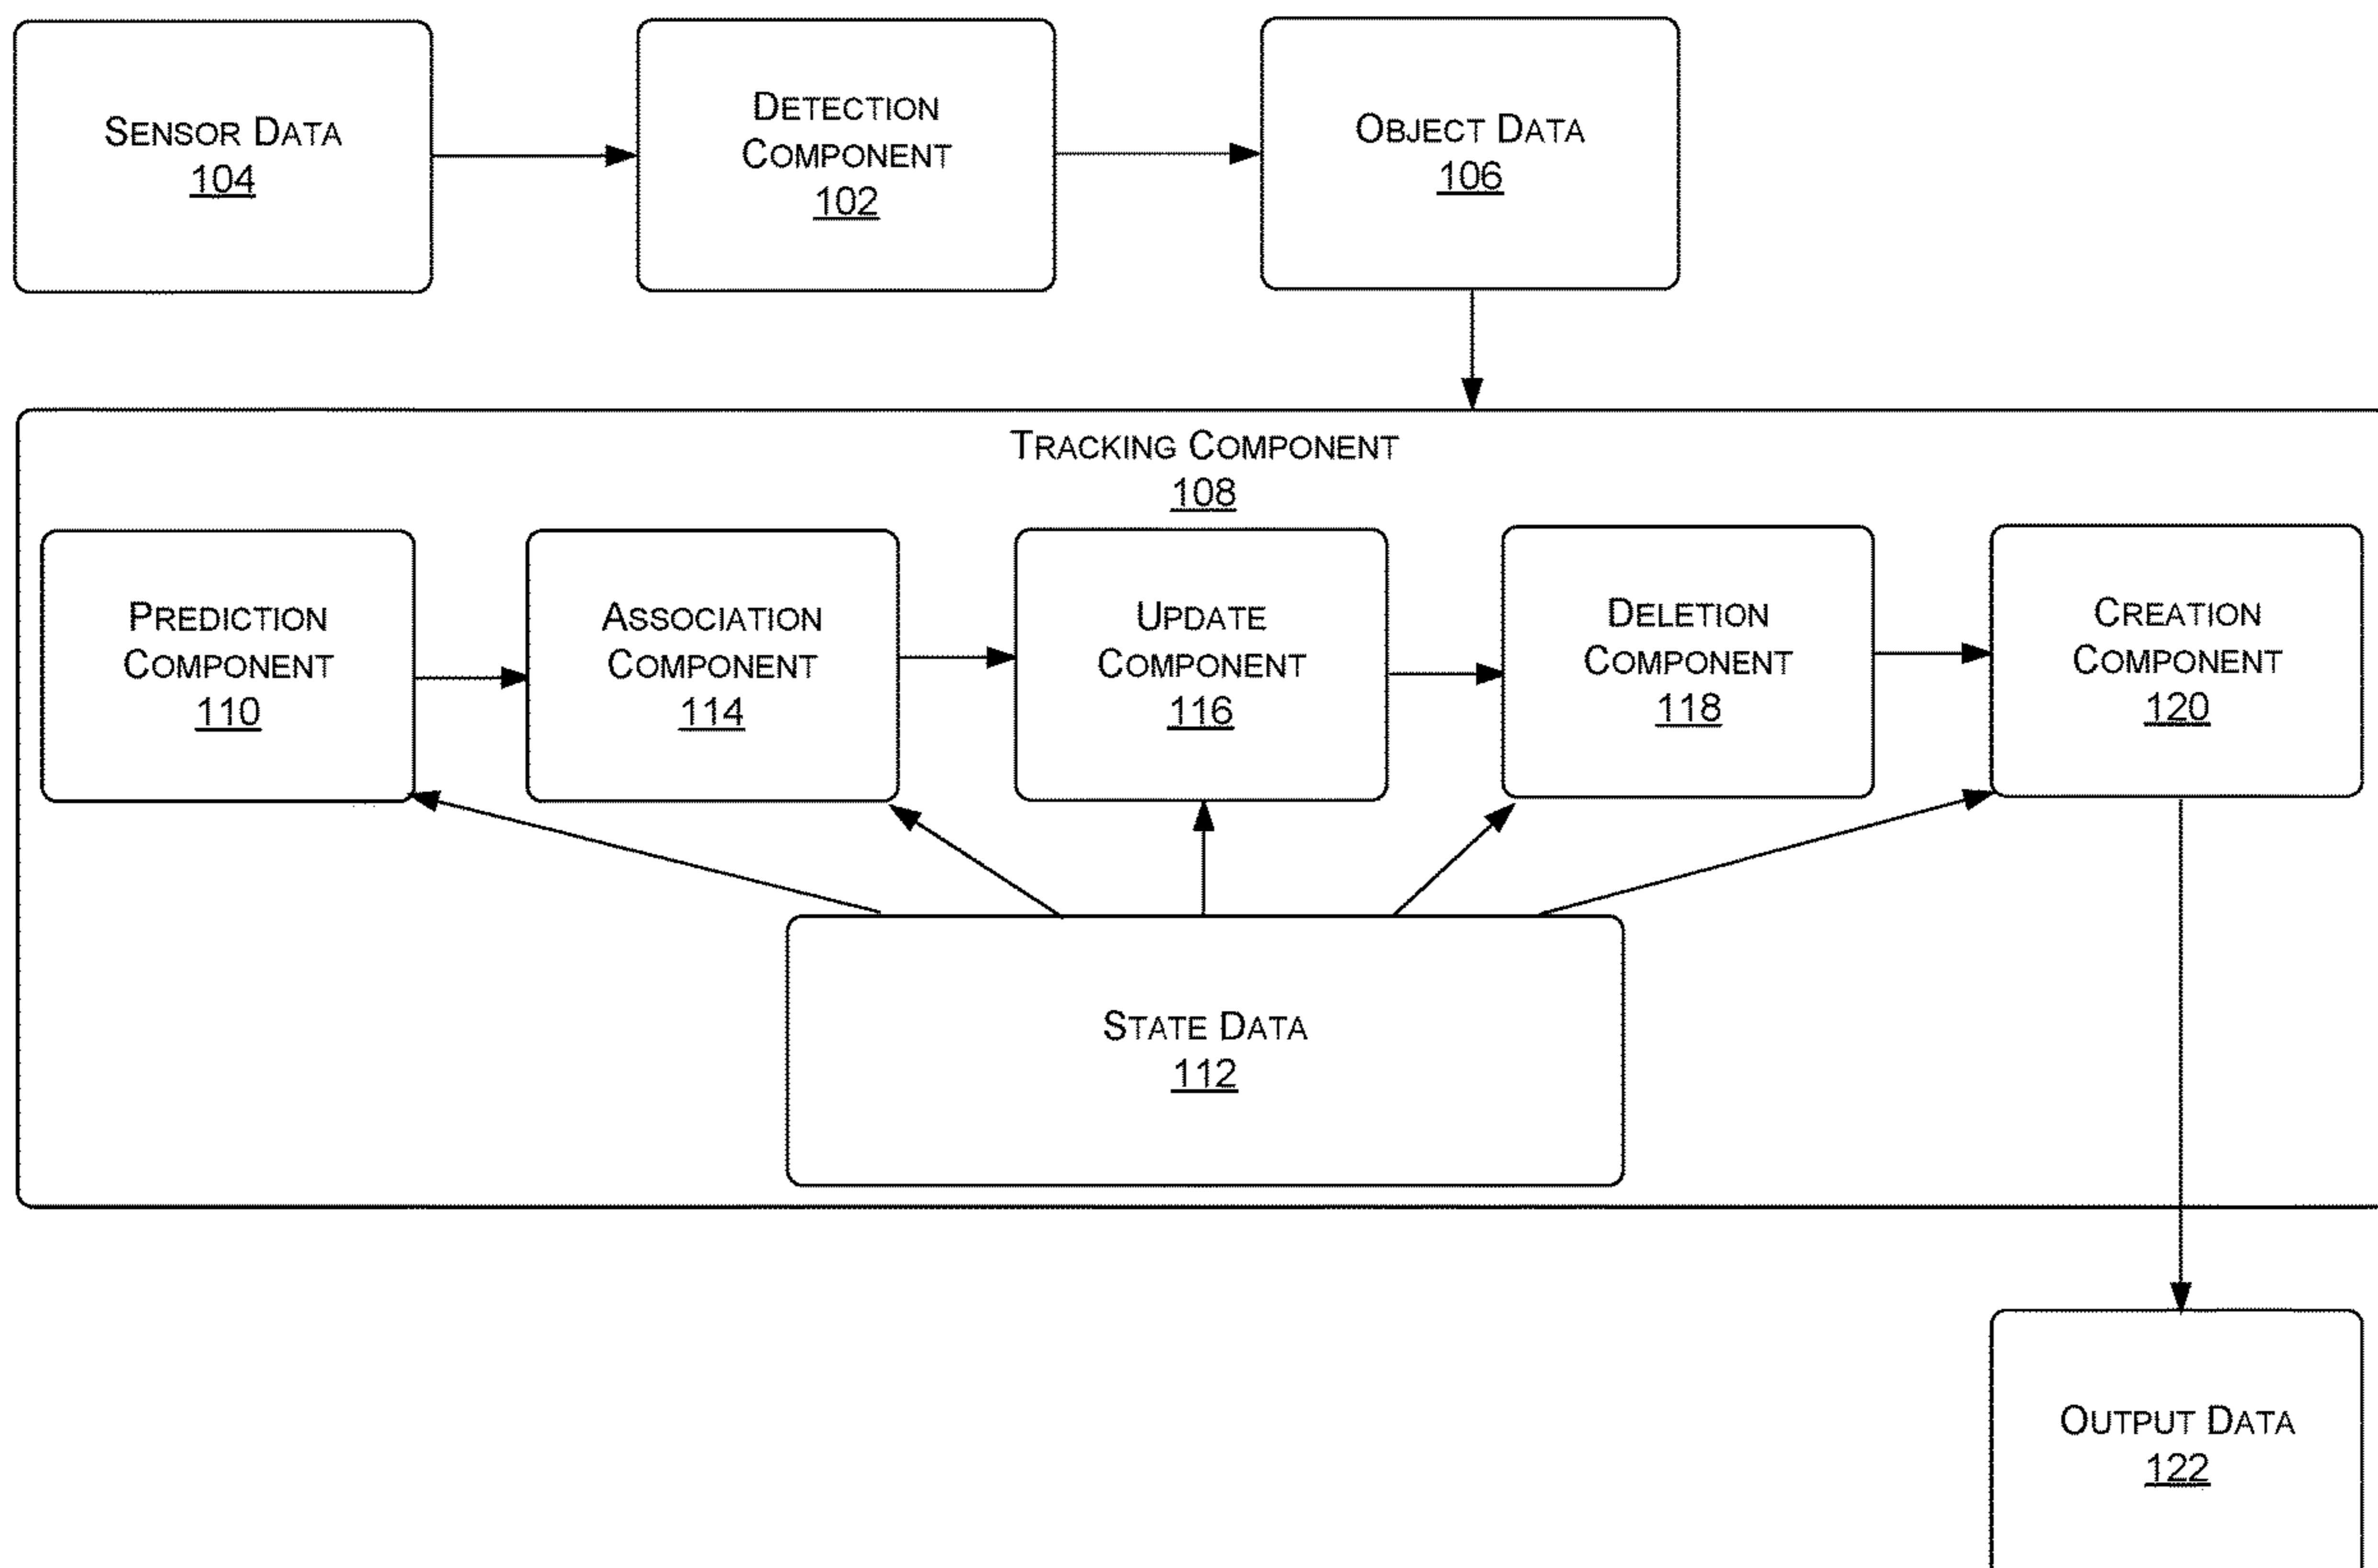 SENSOR DATA
104
DETECTION
COMPONENT
102
OBJECT DATA
106
TRACKING COMPONENT
108
PREDICTION
COMPONENT
110
ASSOCIATION
COMPONENT
114
UPDATE
COMPONENT
116
DELETION
COMPONENT
118
CREATION
COMPONENT
120
STATE DATA
112
OUTPUT DATA
122